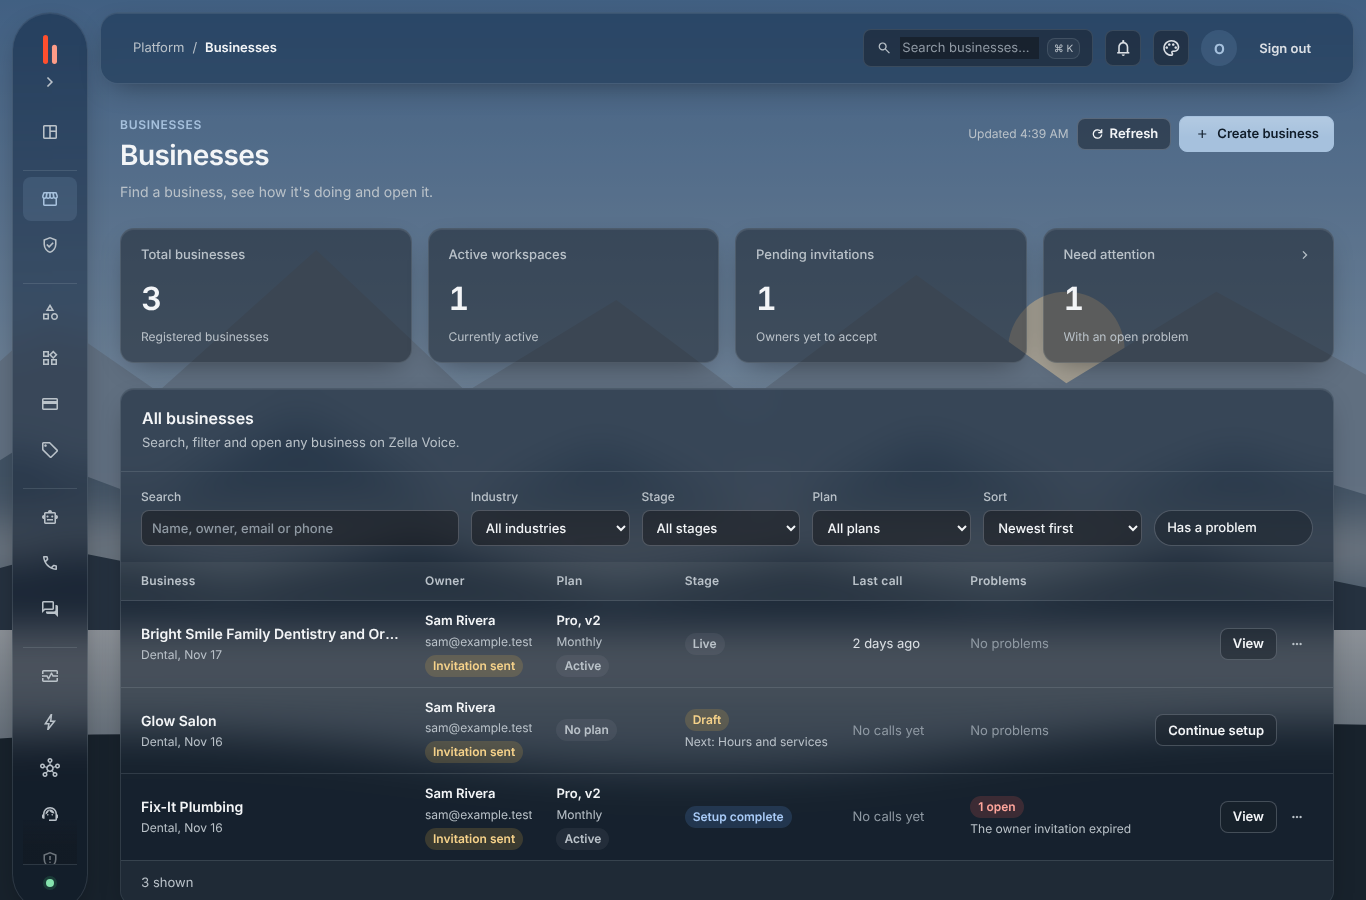 Platform / Businesses
Search businesses...
⌘ K
O
Sign out
BUSINESSES
Businesses
Find a business, see how it's doing and open it.
Updated 4:39 AM
Refresh
+ Create business
Total businesses
3
Registered businesses
Active workspaces
1
Currently active
Pending invitations
1
Owners yet to accept
Need attention
1
With an open problem
All businesses
Search, filter and open any business on Zella Voice.
Search
Industry
Stage
Plan
Sort
Name, owner, email or phone
All industries
All stages
All plans
Newest first
Has a problem
Business
Owner
Plan
Stage
Last call
Problems
Bright Smile Family Dentistry and Or...
Dental, Nov 17
Sam Rivera
sam@example.test
Invitation sent
Pro, v2
Monthly
Active
Live
2 days ago
No problems
View
...
Glow Salon
Dental, Nov 16
Sam Rivera
sam@example.test
Invitation sent
No plan
Draft
Next: Hours and services
No calls yet
No problems
Continue setup
Fix-It Plumbing
Dental, Nov 16
Sam Rivera
sam@example.test
Invitation sent
Pro, v2
Monthly
Active
Setup complete
No calls yet
1 open
The owner invitation expired
View
...
3 shown